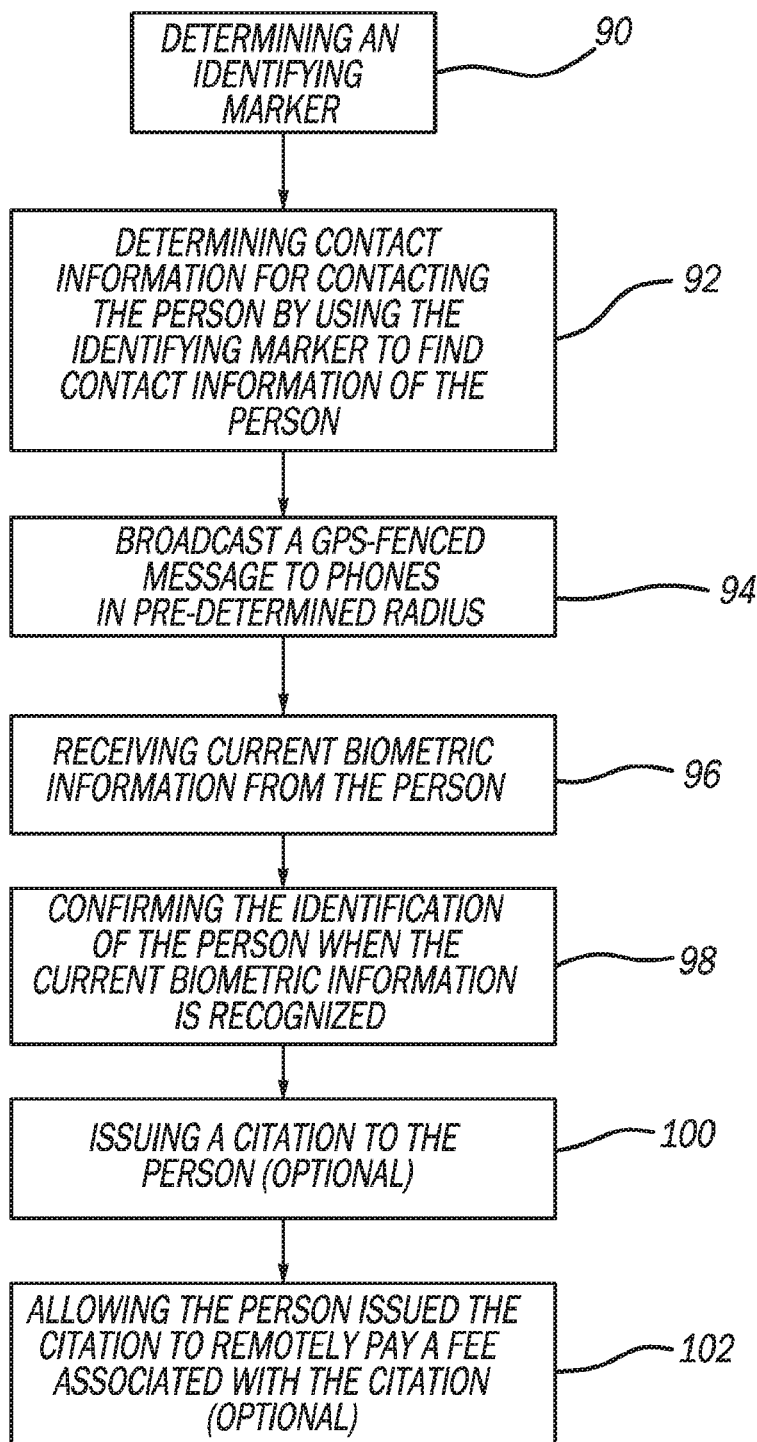 DETERMINING AN
IDENTIFYING
MARKER
90
DETERMINING CONTACT
INFORMATION FOR CONTACTING
THE PERSON BY USING THE
IDENTIFYING MARKER TO FIND
CONTACT INFORMATION OF THE
PERSON
92
BROADCAST A GPS-FENCED
MESSAGE TO PHONES
IN PRE-DETERMINED RADIUS
94
RECEIVING CURRENT BIOMETRIC
INFORMATION FROM THE PERSON
96
CONFIRMING THE IDENTIFICATION
OF THE PERSON WHEN THE
CURRENT BIOMETRIC INFORMATION
IS RECOGNIZED
98
ISSUING A CITATION TO THE
PERSON (OPTIONAL)
100
ALLOWING THE PERSON ISSUED THE
CITATION TO REMOTELY PAY A FEE
ASSOCIATED WITH THE CITATION
(OPTIONAL)
102